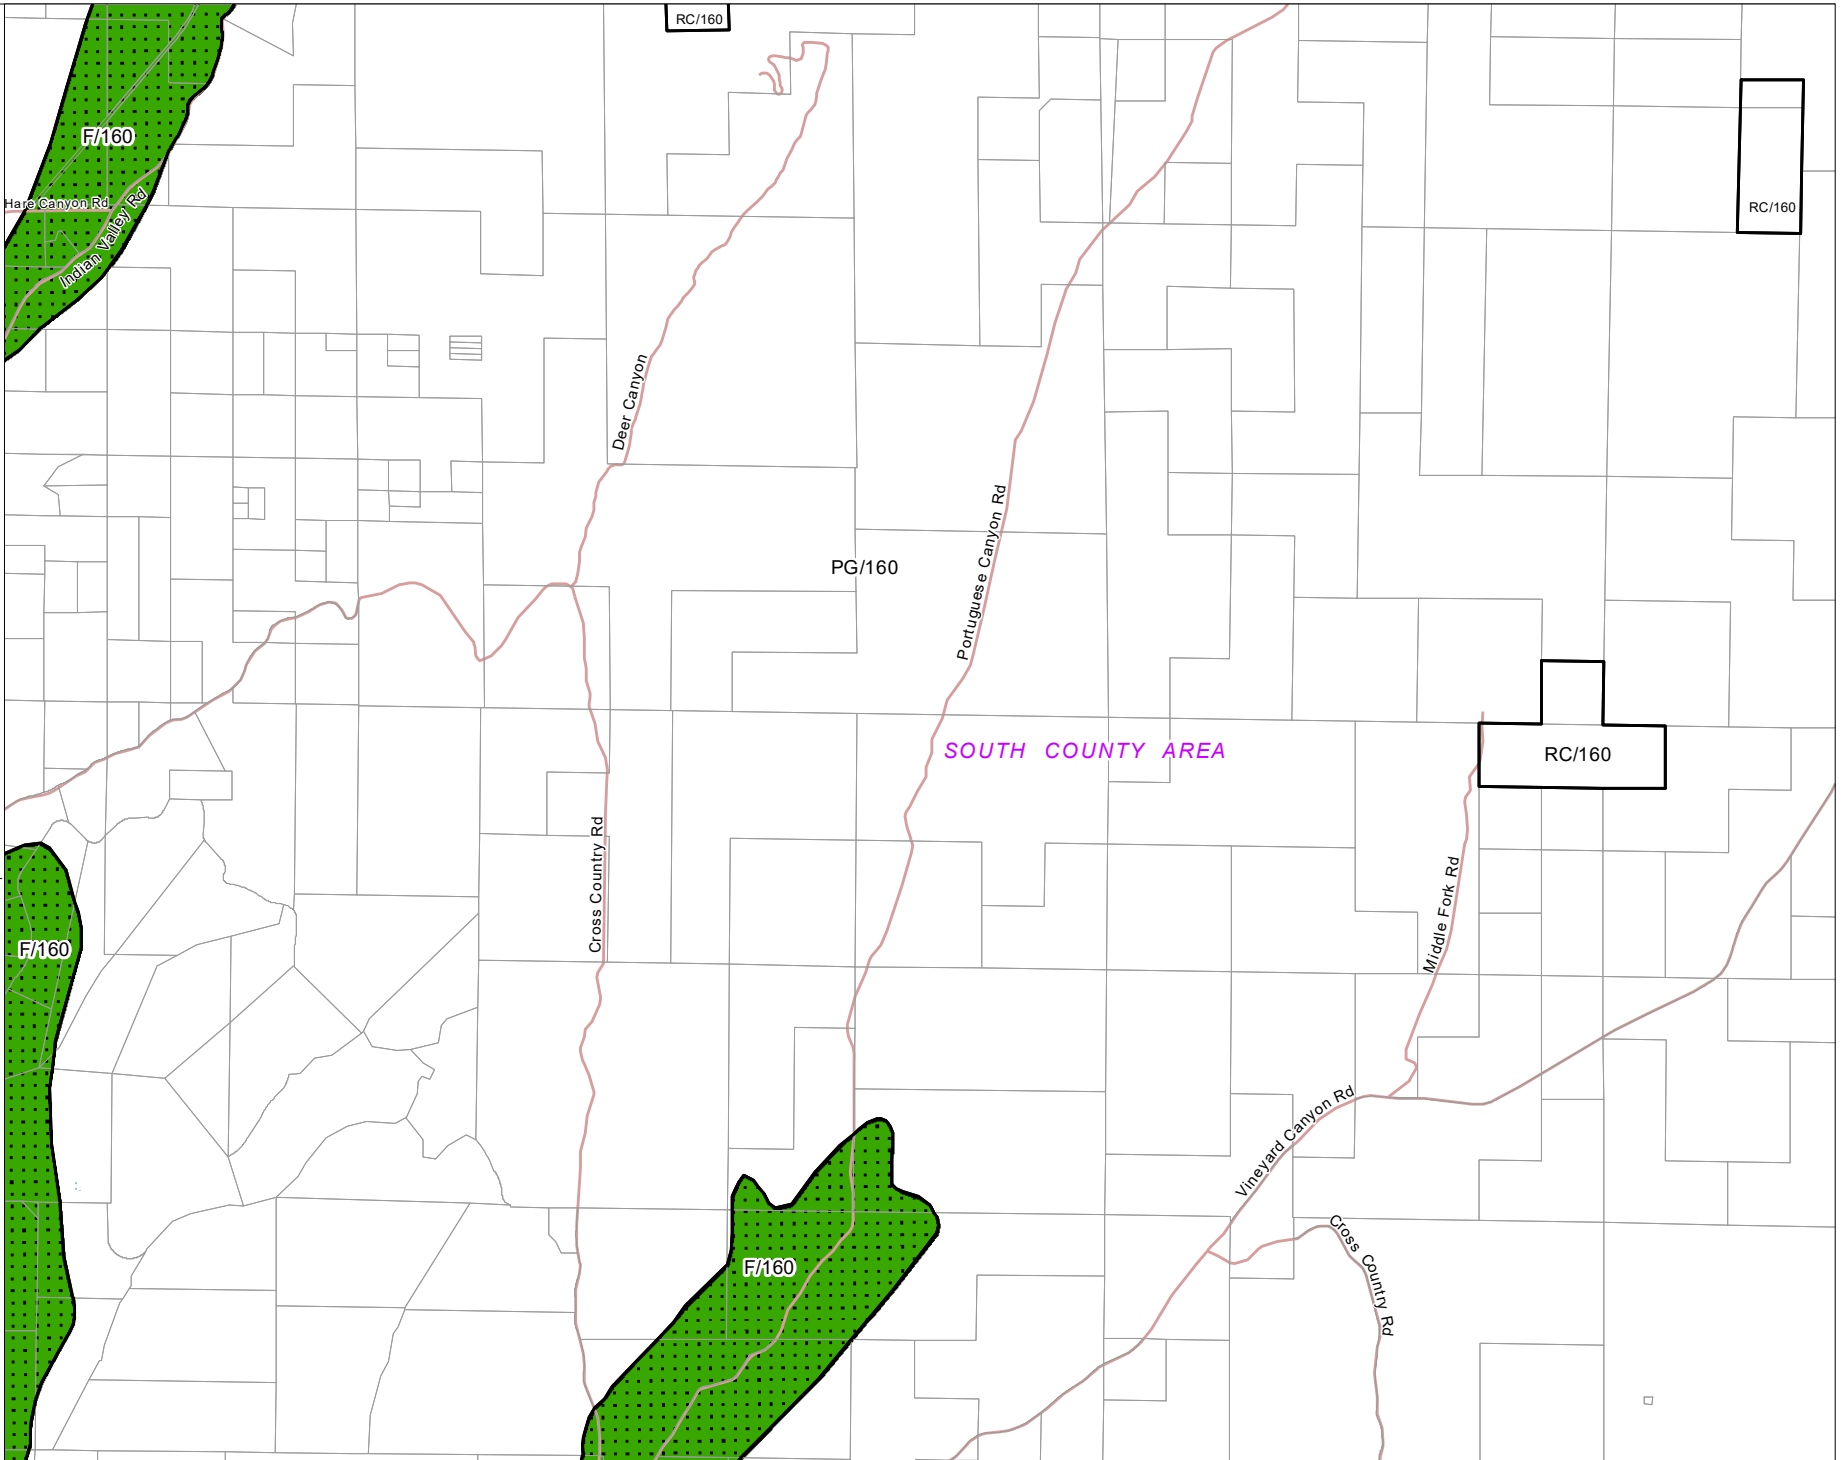 RC/160
F/160
Hare Canyon Rd
Indian Valley Rd
RC/160
Deer Canyon
Portuguese Canyon Rd
PG/160
SOUTH COUNTY AREA
RC/160
Cross Country Rd
Middle Fork Rd
F/160
Vineyard Canyon Rd
Cross Country Rd
F/160